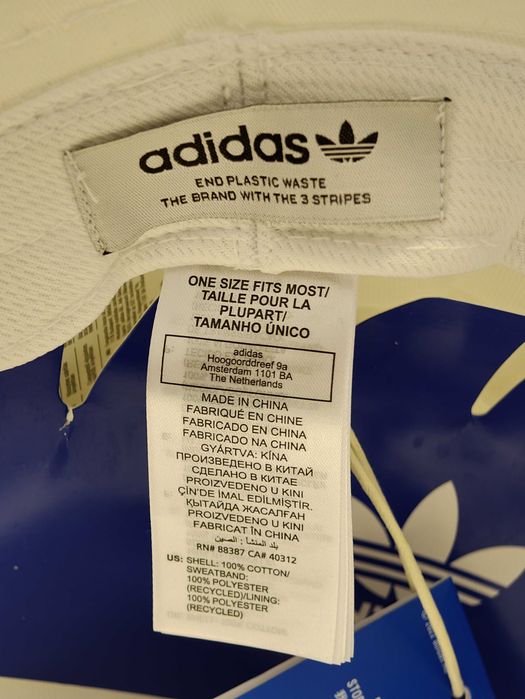 adidas
END PLASTIC WASTE
THE BRAND WITH THE 3 STRIPES
ONE SIZE FITS MOST/
TAILLE POUR LA
PLUPART/
TAMANHO ÚNICO
adidas
Hoogoorddreef 9a
Amsterdam 1101 BA
The Netherlands
MADE IN CHINA
FABRIQUÉ EN CHINE
FABRICADO EN CHINA
FABRICADO NA CHINA
GYÁRTVA: KÍNA
ПРОИЗВЕДЕНО В КИТАЙ
СДЕЛАНО В КИТАЕ
PROIZVEDENO U KINI
ÇİN'DE İMAL EDİLMİŞTİR.
ҚЫТАЙДА ЖАСАЛҒАН
PROIZVEDENO U KINI
FABRICAT ÎN CHINA
بلد المنشأ: الصين
RN# 88387 CA# 40312
US: SHELL: 100% COTTON/
SWEATBAND:
100% POLYESTER
(RECYCLED)/LINING:
100% POLYESTER
(RECYCLED)
STOP